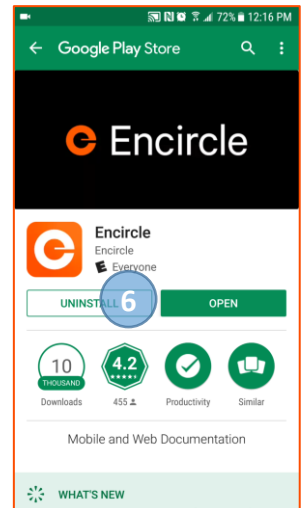 72% 12:16 PM
Google Play Store
Encircle
Encircle
Encircle
E Everyone
UNINSTALL 6 OPEN
10 4.2
THOUSAND
Downloads 455 Productivity Similar
Mobile and Web Documentation
WHAT'S NEW